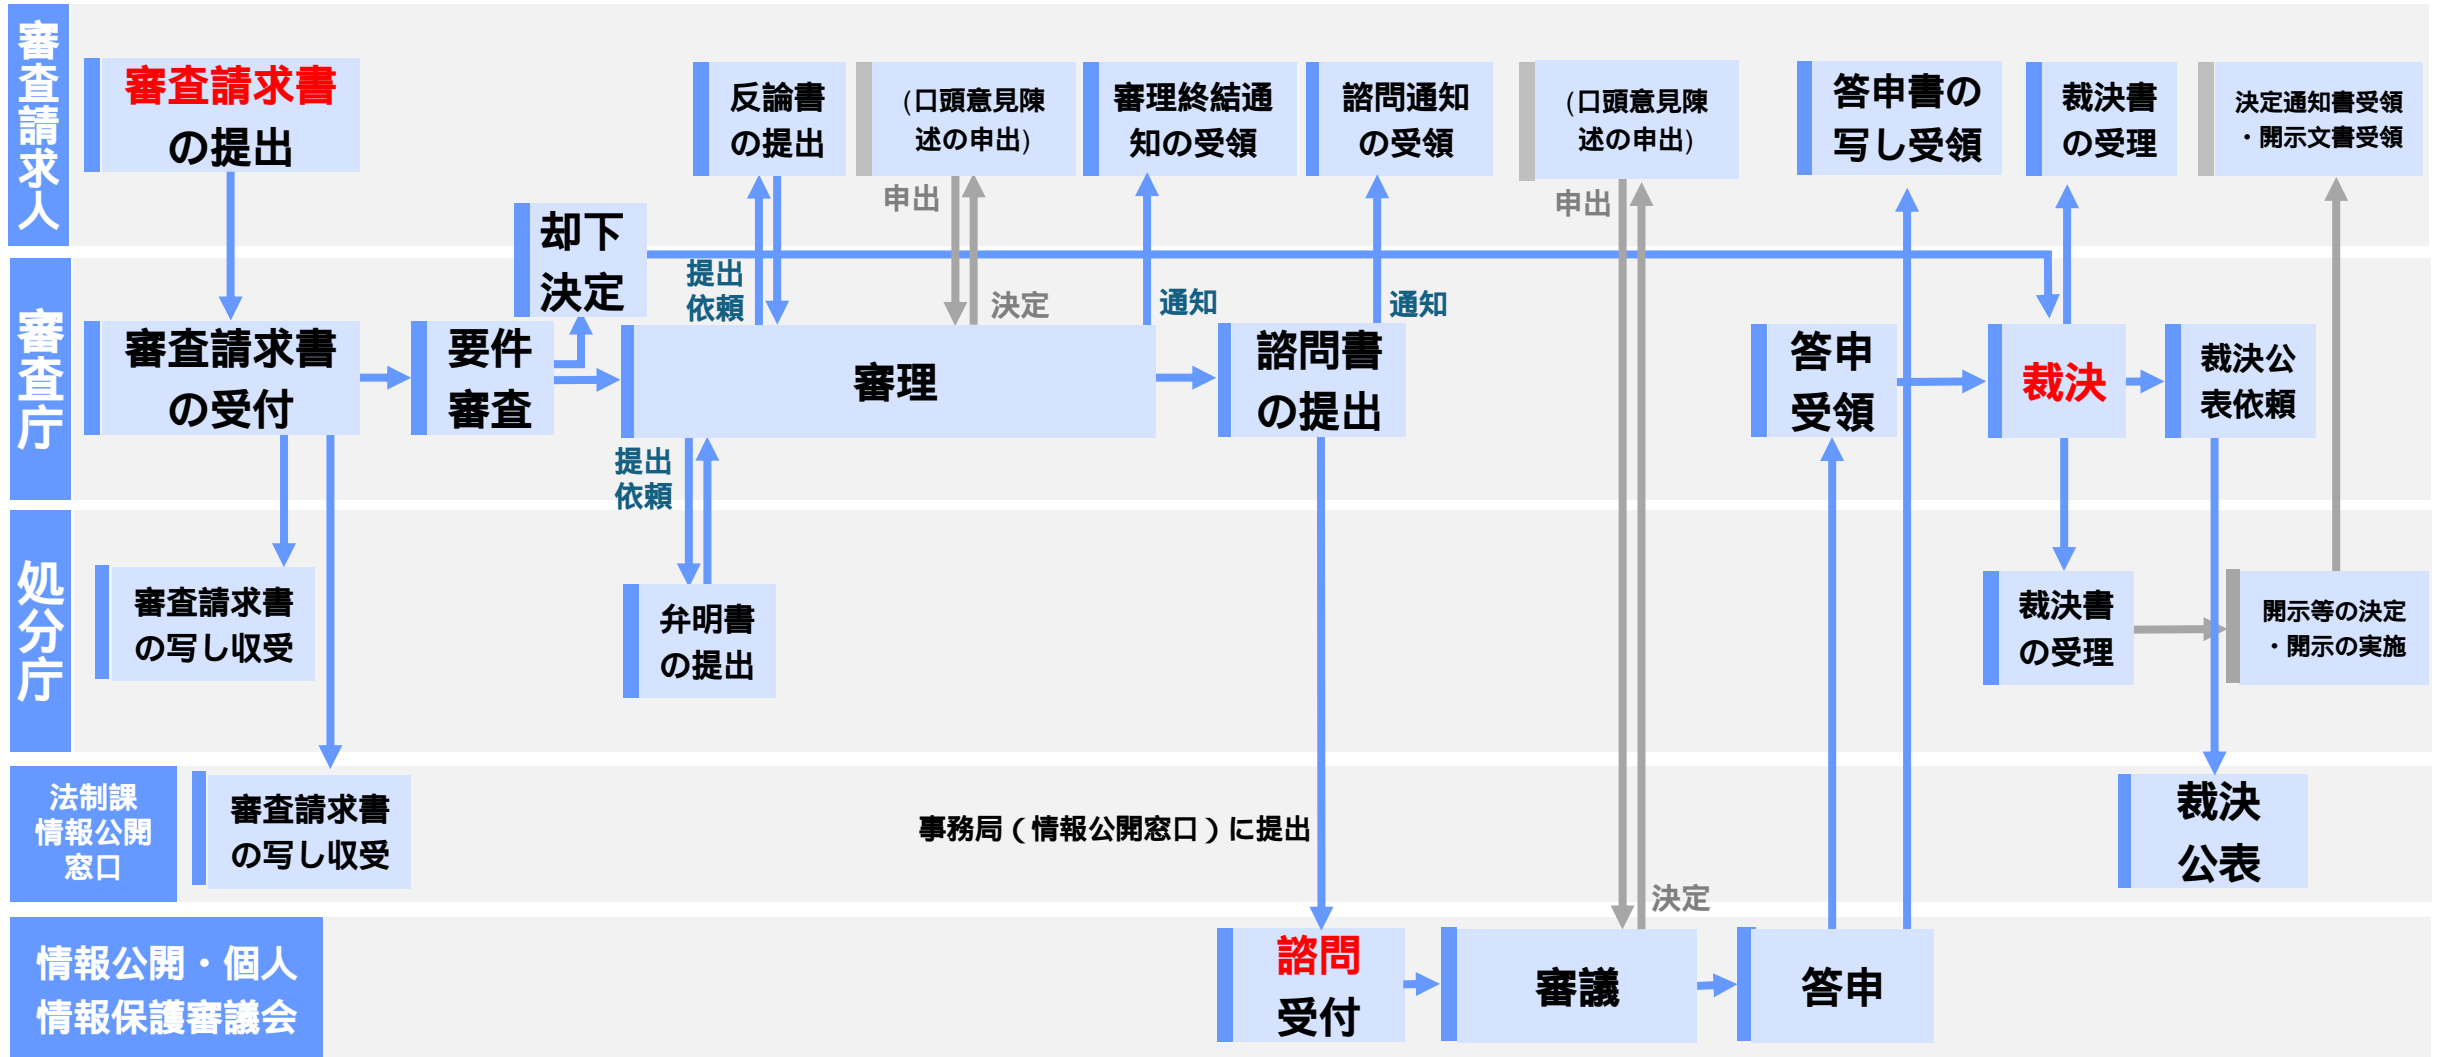 審査請求人
審査請求書
の提出
反論書
の提出
(口頭意見陳
述の申出)
審理終結通
知の受領
諮問通知
の受領
(口頭意見陳
述の申出)
答申書の
写し受領
裁決書
の受理
決定通知書受領
・開示文書受領
申出
申出
却下
決定
提出
依頼
決定
通知
通知
審査庁
審査請求書
の受付
要件
審査
審理
諮問書
の提出
答申
受領
裁決
裁決公
表依頼
提出
依頼
処分庁
審査請求書
の写し収受
弁明書
の提出
裁決書
の受理
開示等の決定
・開示の実施
法制課
情報公開
窓口
審査請求書
の写し収受
事務局（情報公開窓口）に提出
裁決
公表
決定
情報公開・個人
情報保護審議会
諮問
受付
審議
答申